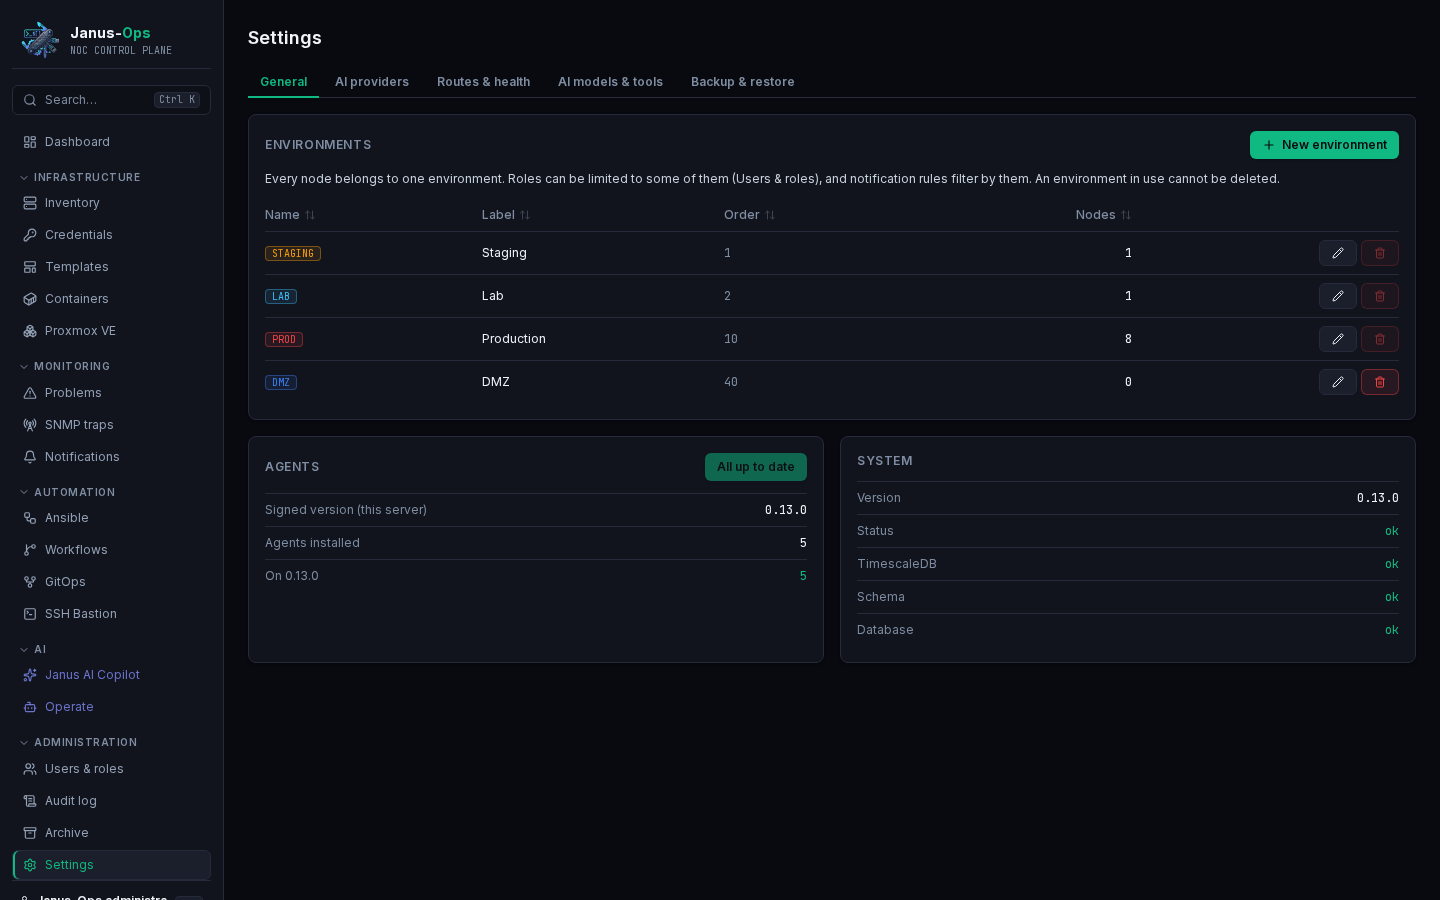 Janus-Ops
NOC CONTROL PLANE
Search...
Ctrl K
Dashboard
INFRASTRUCTURE
Inventory
Credentials
Templates
Containers
Proxmox VE
MONITORING
Problems
SNMP traps
Notifications
AUTOMATION
Ansible
Workflows
GitOps
SSH Bastion
AI
Janus AI Copilot
Operate
ADMINISTRATION
Users & roles
Audit log
Archive
Settings
Janus-Ops administra
Settings
General AI providers Routes & health AI models & tools Backup & restore
ENVIRONMENTS
New environment
Every node belongs to one environment. Roles can be limited to some of them (Users & roles), and notification rules filter by them. An environment in use cannot be deleted.
Name Label Order Nodes
STAGING Staging 1 1
LAB Lab 2 1
PROD Production 10 8
DMZ DMZ 40 0
AGENTS
All up to date
Signed version (this server) 0.13.0
Agents installed 5
On 0.13.0 5
SYSTEM
Version 0.13.0
Status ok
TimescaleDB ok
Schema ok
Database ok